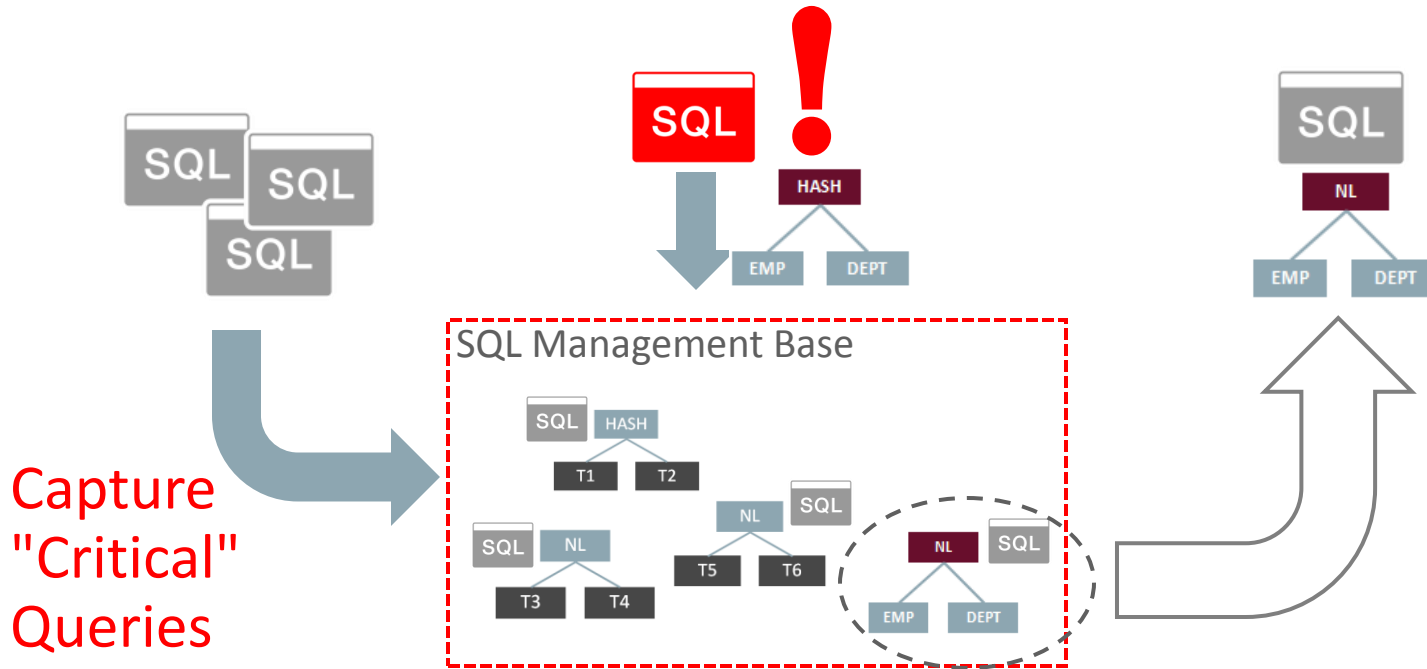 SQL
SQL
SQL
SQL
!
HASH
EMP
DEPT
SQL
NL
EMP
DEPT
Capture
"Critical"
Queries
SQL Management Base
SQL
HASH
T1
T2
SQL
NL
T3
T4
NL
SQL
T5
T6
NL
SQL
EMP
DEPT